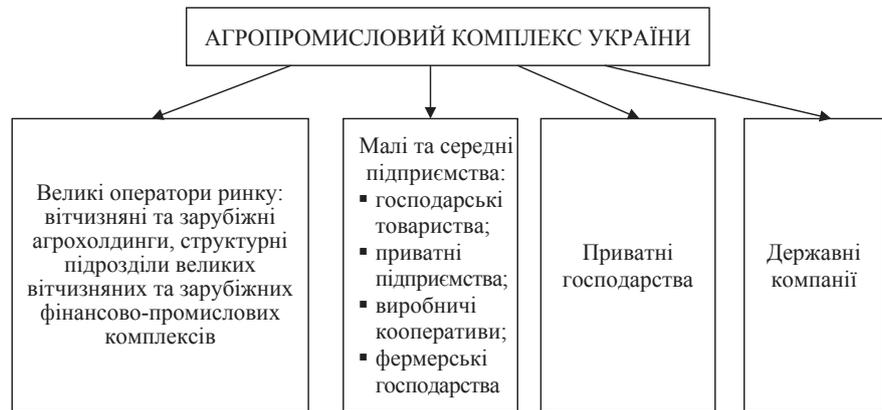 АГРОПРОМИСЛОВИЙ КОМПЛЕКС УКРАЇНИ
Великі оператори ринку:
вітчизняні та зарубіжні
агрохолдинги, структурні
підрозділи великих
вітчизняних та зарубіжних
фінансово-промислових
комплексів
Малі та середні
підприємства:
▪ господарські
товариства;
▪ приватні
підприємства;
▪ виробничі
кооперативи;
▪ фермерські
господарства
Приватні
господарства
Державні
компанії